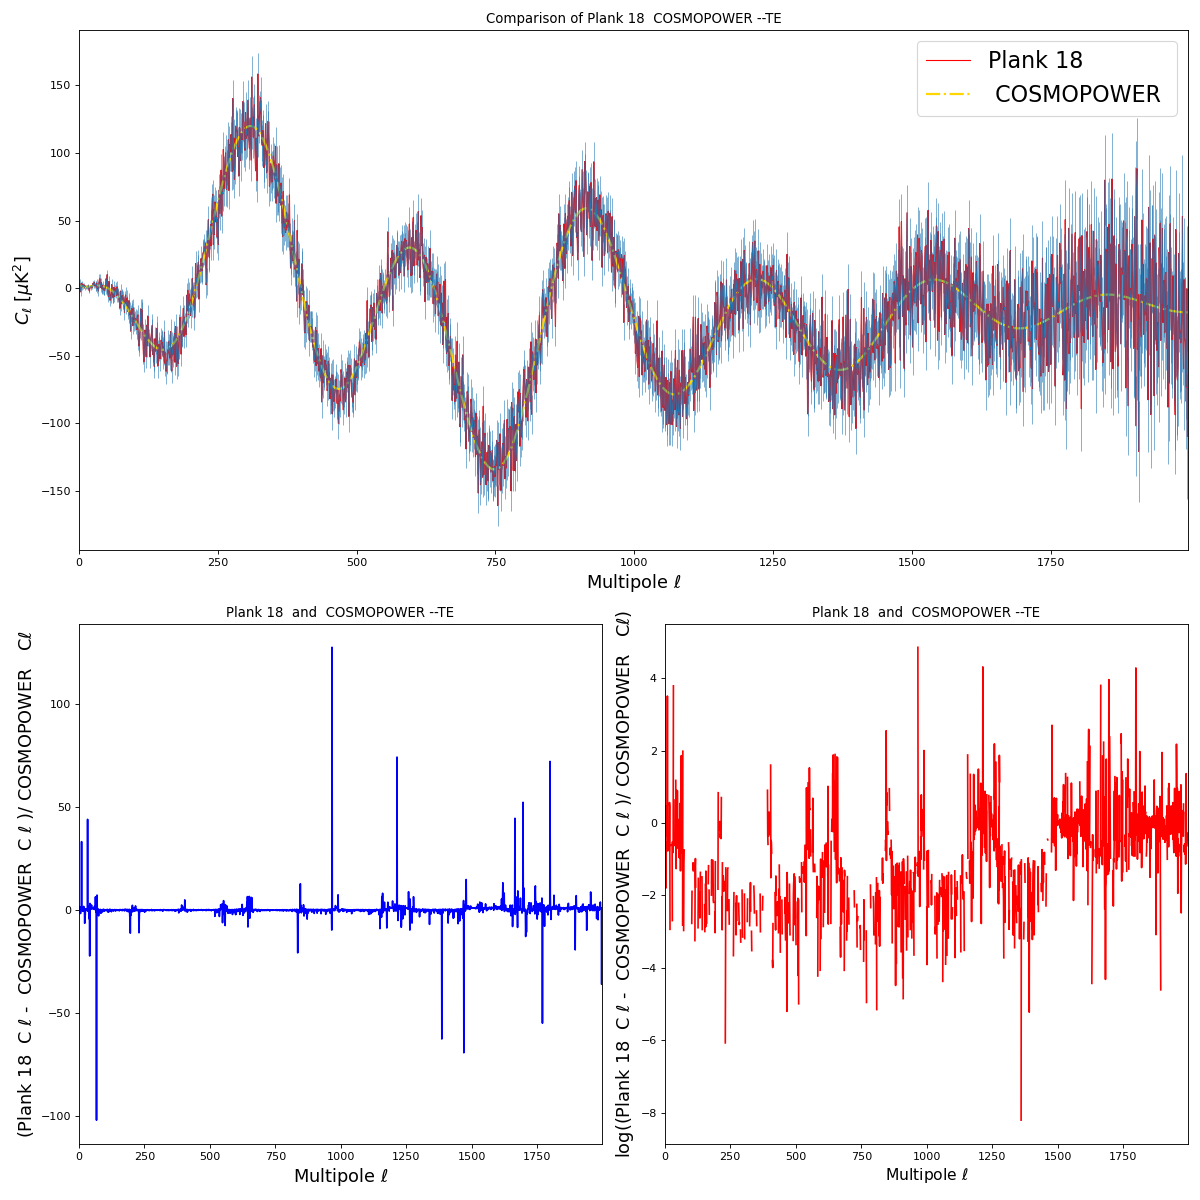 Comparison of Plank 18  COSMOPOWER --TE
Plank 18
COSMOPOWER
150
100
50
0
−50
−100
−150
Cℓ [μK²]
0 250 500 750 1000 1250 1500 1750
Multipole ℓ
Plank 18  and  COSMOPOWER --TE
(Plank 18  C ℓ -  COSMOPOWER  C ℓ )/ COSMOPOWER   Cℓ
100
50
0
−50
−100
0 250 500 750 1000 1250 1500 1750
Multipole ℓ
Plank 18  and  COSMOPOWER --TE
log((Plank 18  C ℓ -  COSMOPOWER  C ℓ )/ COSMOPOWER   Cℓ)
4
2
0
−2
−4
−6
−8
0 250 500 750 1000 1250 1500 1750
Multipole ℓ